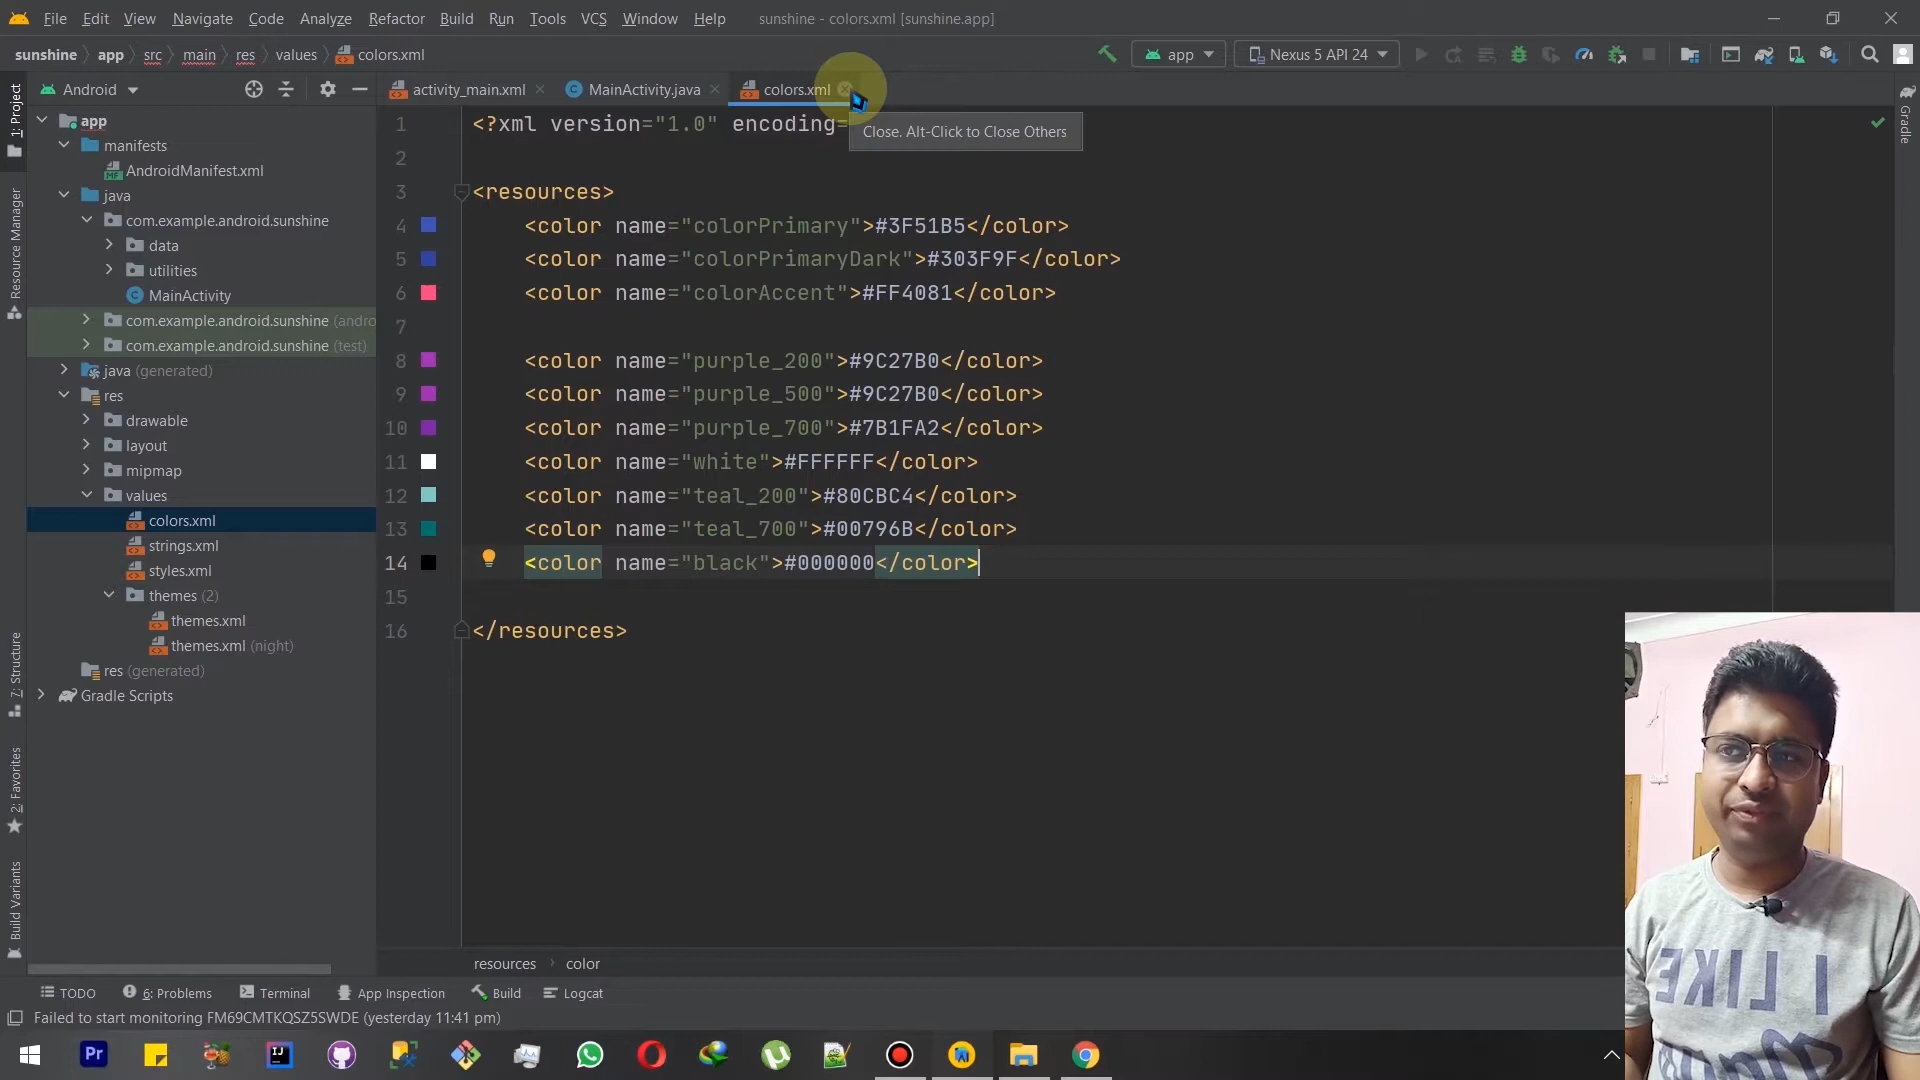 File Edit View Navigate Code Analyze Refactor Build Run Tools VCS Window Help sunshine - colors.xml [sunshine.app]
sunshine app src main res values colors.xml app Nexus 5 API 24
Android activity_main.xml MainActivity.java colors.xml
Close. Alt-Click to Close Others
1: Project
Resource Manager
7: Structure
2: Favorites
Build Variants
Gradle
app
manifests
AndroidManifest.xml
java
com.example.android.sunshine
data
utilities
MainActivity
com.example.android.sunshine (andro
com.example.android.sunshine (test)
java (generated)
res
drawable
layout
mipmap
values
colors.xml
strings.xml
styles.xml
themes (2)
themes.xml
themes.xml (night)
res (generated)
Gradle Scripts
1 <?xml version="1.0" encoding=
2
3 <resources>
4 <color name="colorPrimary">#3F51B5</color>
5 <color name="colorPrimaryDark">#303F9F</color>
6 <color name="colorAccent">#FF4081</color>
7
8 <color name="purple_200">#9C27B0</color>
9 <color name="purple_500">#9C27B0</color>
10 <color name="purple_700">#7B1FA2</color>
11 <color name="white">#FFFFFF</color>
12 <color name="teal_200">#80CBC4</color>
13 <color name="teal_700">#00796B</color>
14 <color name="black">#000000</color>
15
16 </resources>
resources color
TODO 6: Problems Terminal App Inspection Build Logcat
Failed to start monitoring FM69CMTKQSZ5SWDE (yesterday 11:41 pm)
Pr IJ
I LIKE